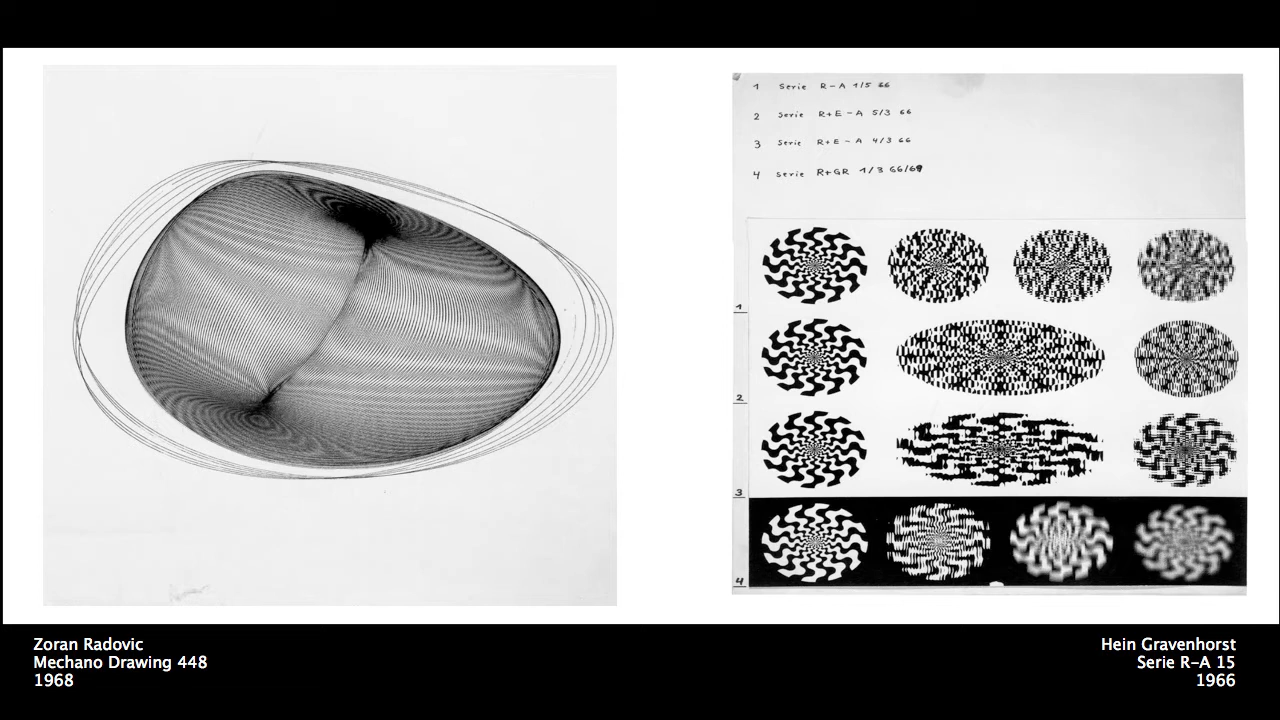 1 Serie R-A 1/5 66
2 Serie R+E-A 5/3 66
3 Serie R+E-A 4/3 66
4 Serie R+GR 1/3 66/69
1
2
3
4
Zoran Radovic
Mechano Drawing 448
1968
Hein Gravenhorst
Serie R-A 15
1966